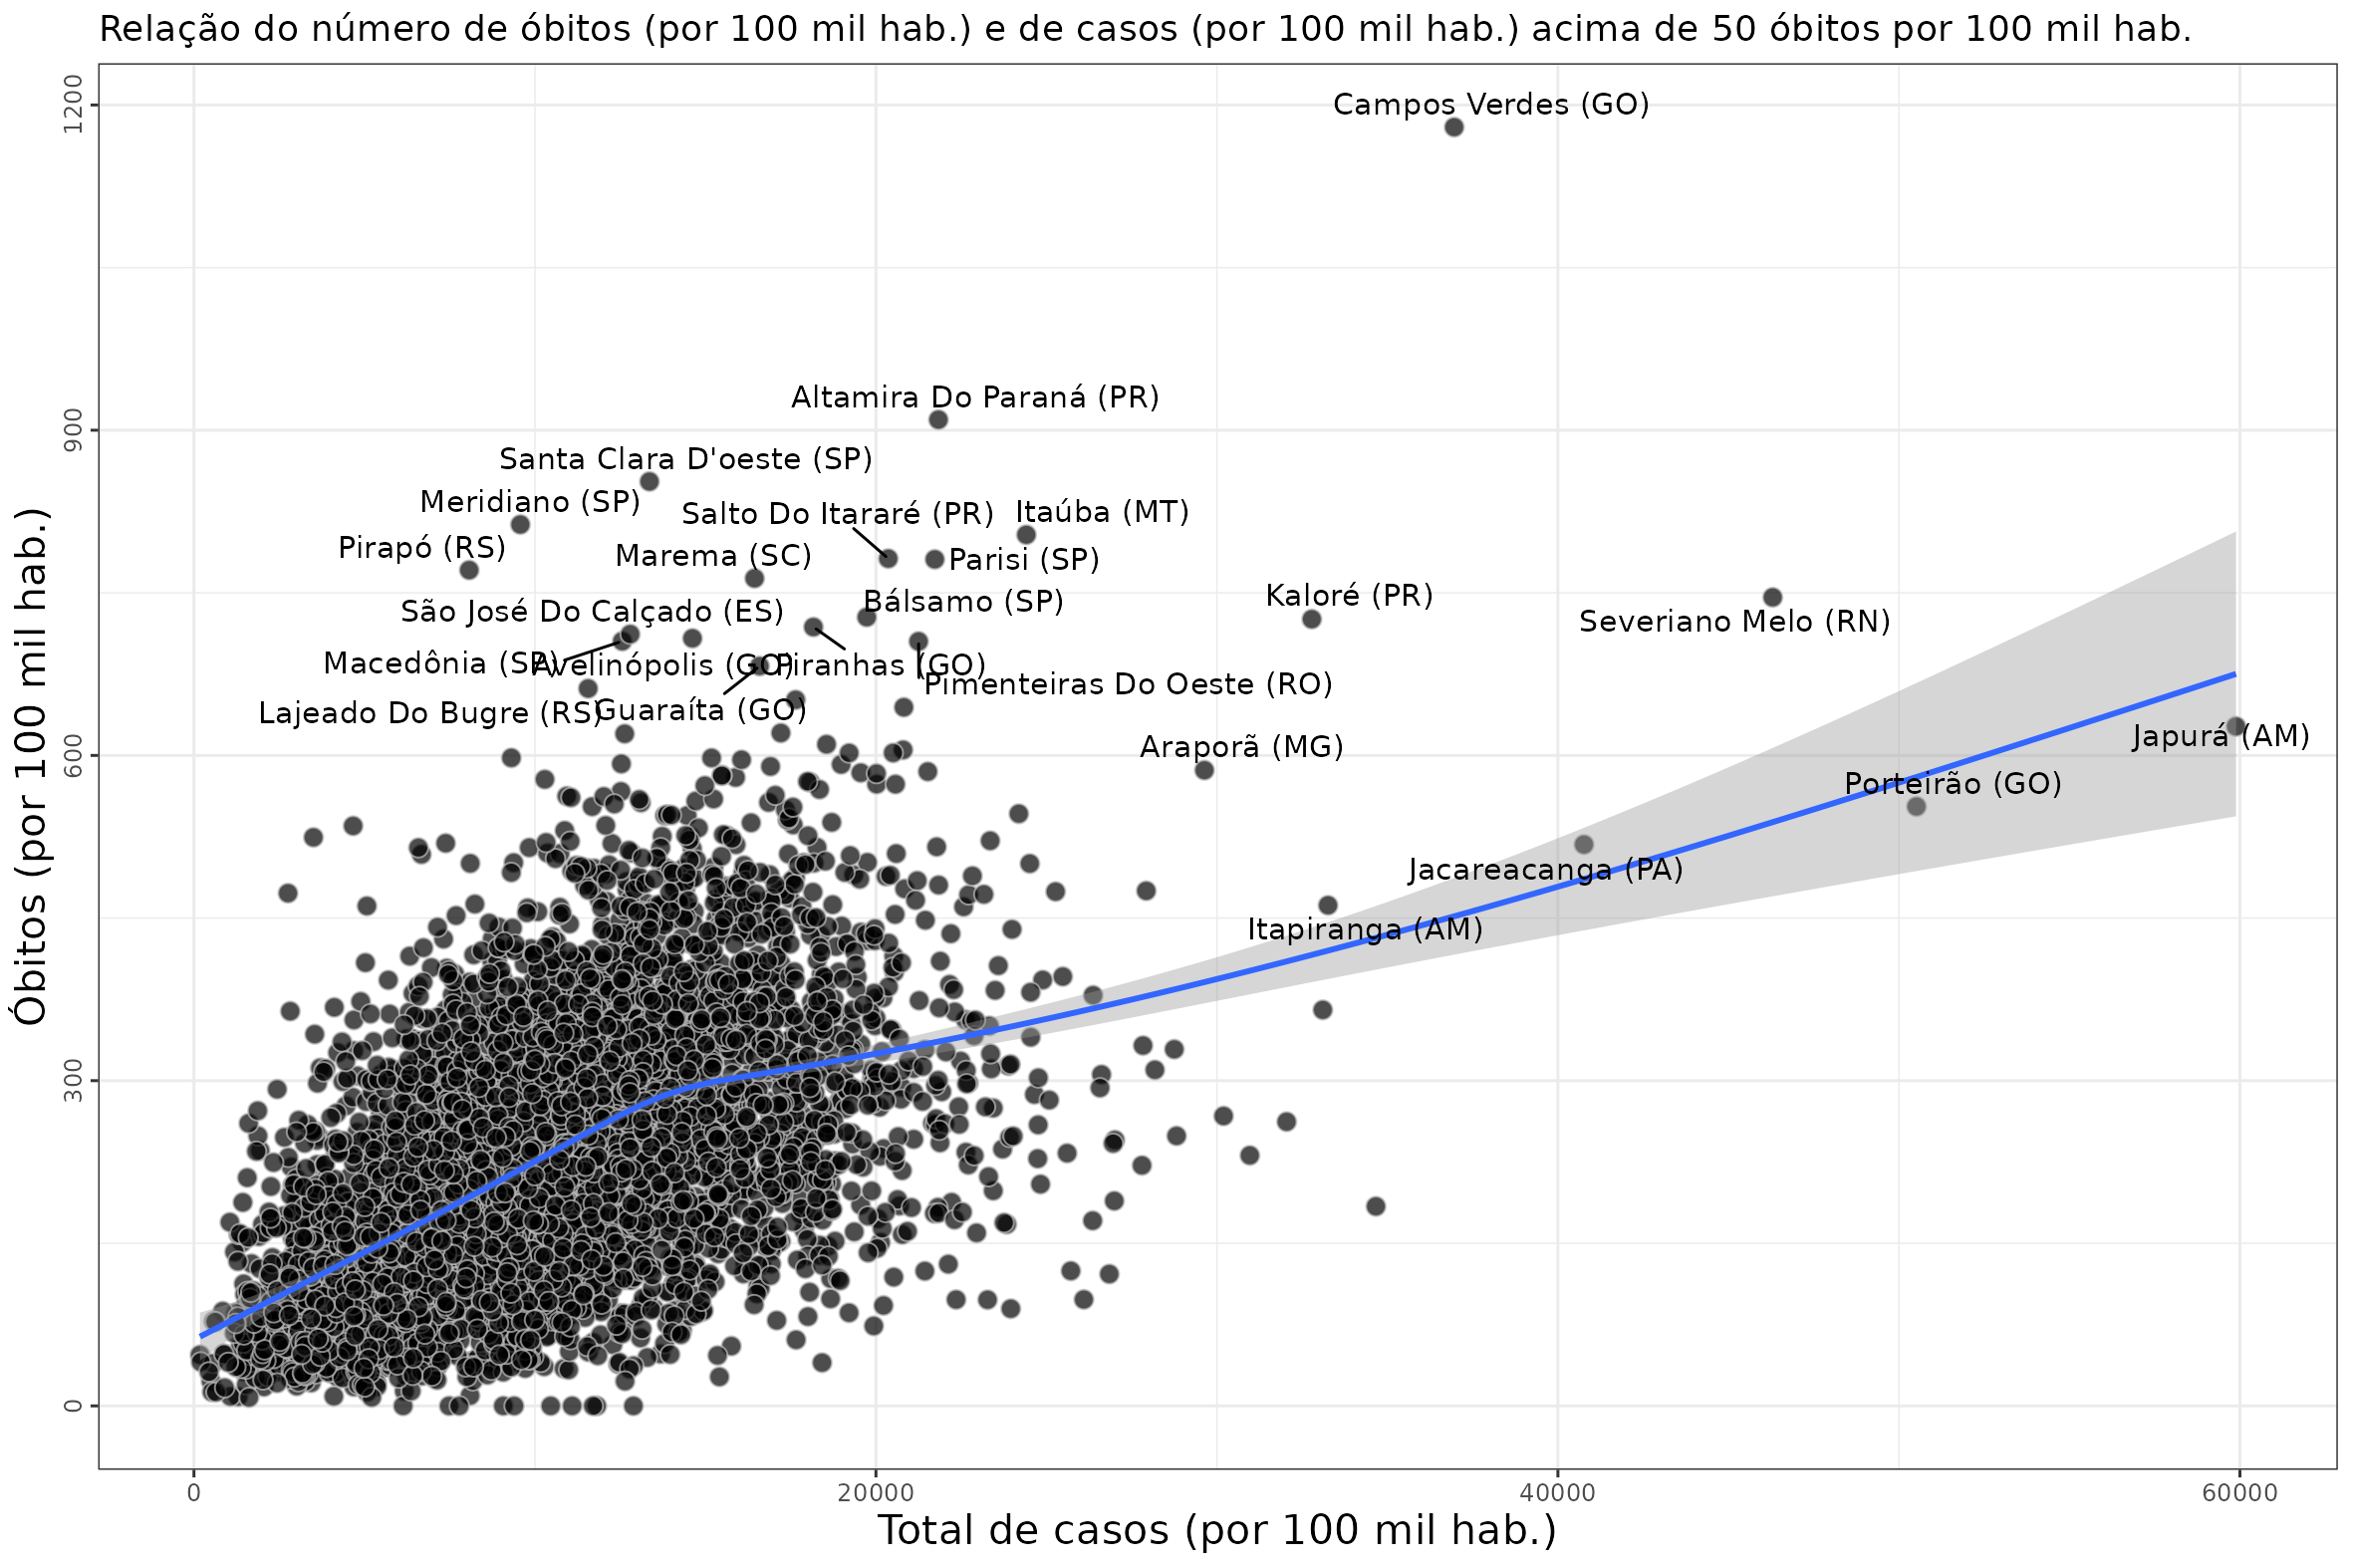 Relação do número de óbitos (por 100 mil hab.) e de casos (por 100 mil hab.) acima de 50 óbitos por 100 mil hab.
1200
Campos Verdes (GO)
Altamira Do Paraná (PR)
900
Santa Clara D'oeste (SP)
Meridiano (SP)
Salto Do Itararé (PR)
Itaúba (MT)
Pirapó (RS)
Marema (SC)
Parisi (SP)
Kaloré (PR)
Bálsamo (SP)
São José Do Calçado (ES)
Severiano Melo (RN)
Macedônia (SP)
Avelinópolis (GO)
Piranhas (GO)
Pimenteiras Do Oeste (RO)
Lajeado Do Bugre (RS)
Guaraíta (GO)
Japurá (AM)
Araporã (MG)
600
Porteirão (GO)
Jacareacanga (PA)
Itapiranga (AM)
300
0
Óbitos (por 100 mil hab.)
0
20000
40000
60000
Total de casos (por 100 mil hab.)